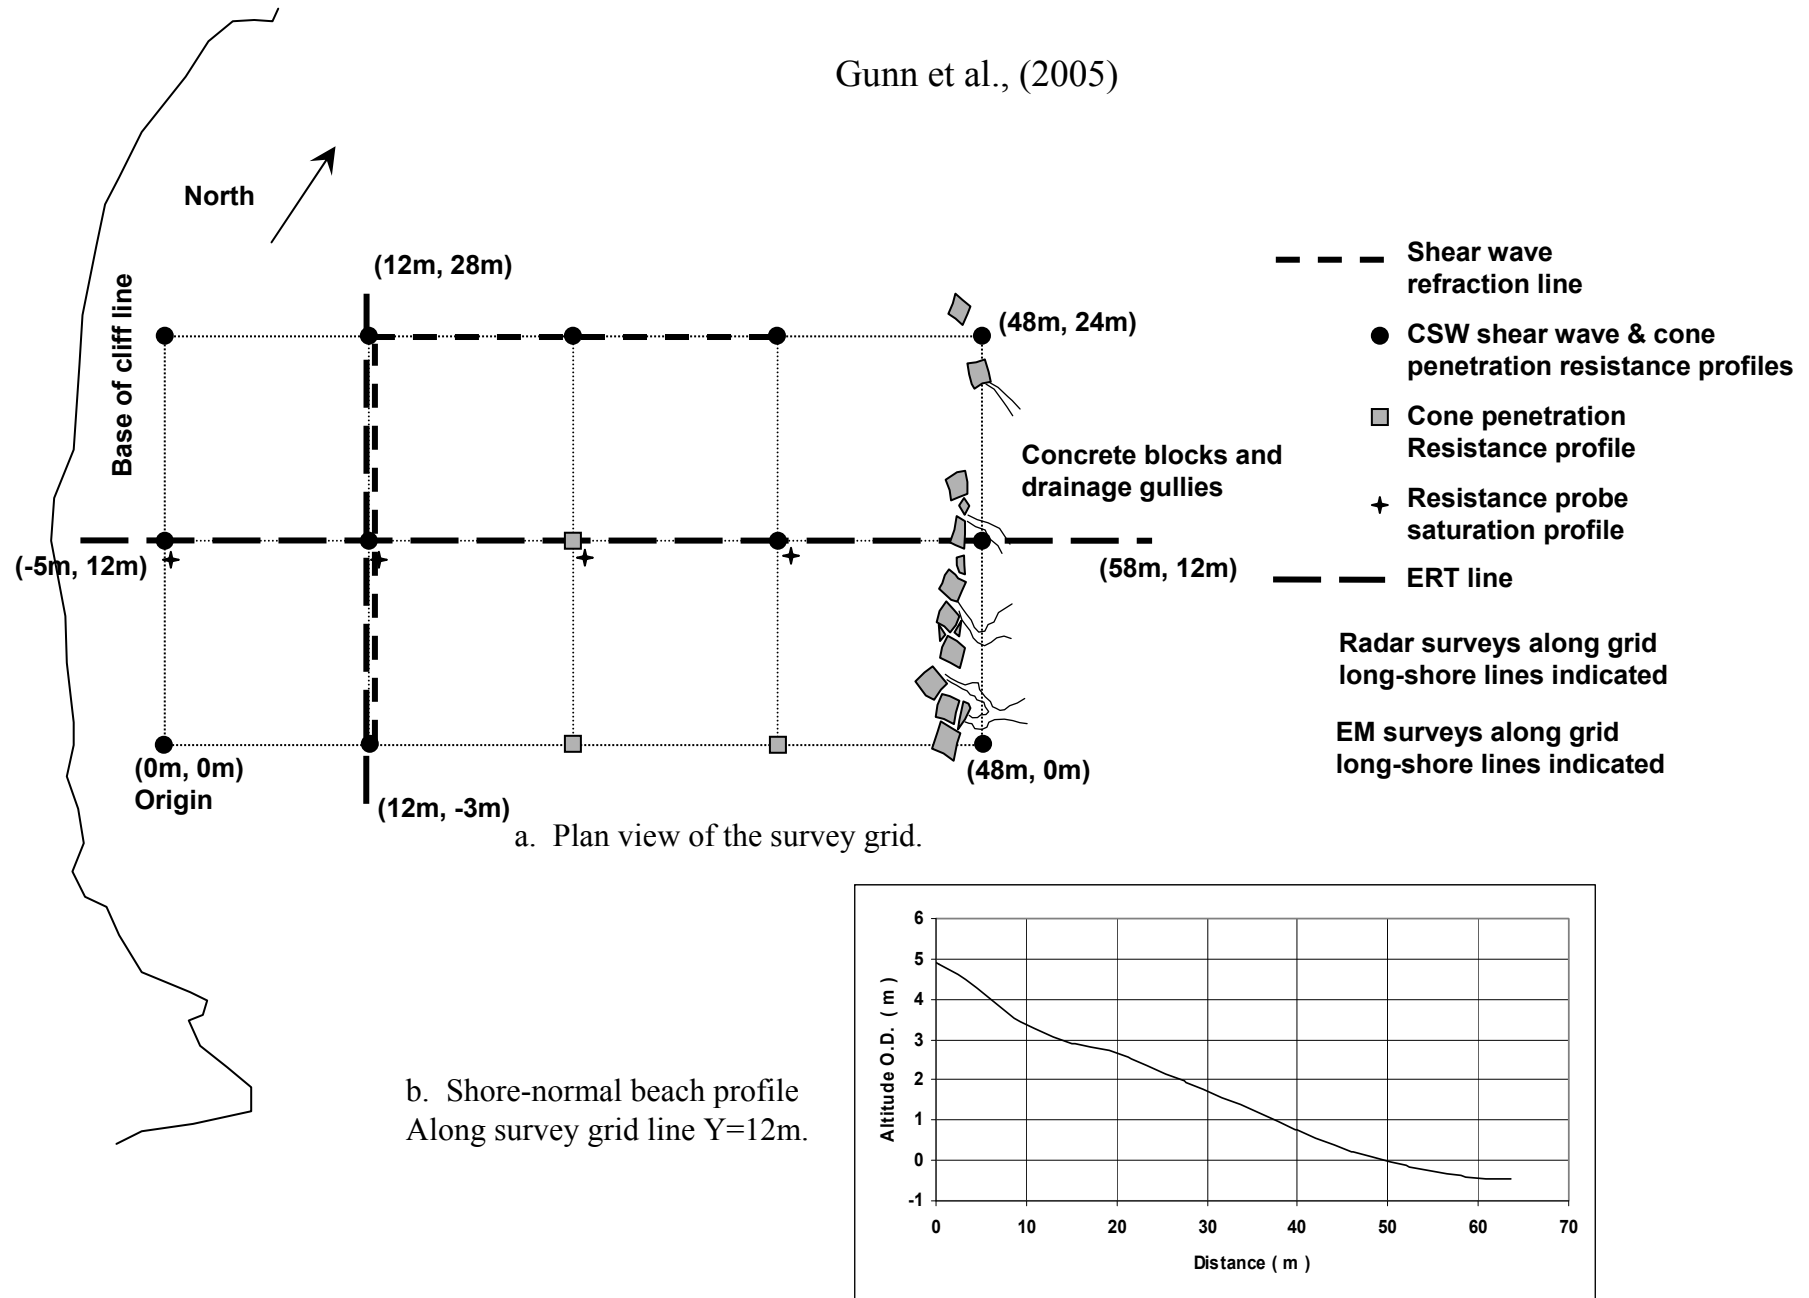 Gunn et al., (2005)
North
Base of cliff line
(12m, 28m)
(48m, 24m)
Concrete blocks and
drainage gullies
(-5m, 12m)
(58m, 12m)
(0m, 0m)
Origin
(12m, -3m)
(48m, 0m)
Shear wave
refraction line
CSW shear wave & cone
penetration resistance profiles
Cone penetration
Resistance profile
Resistance probe
saturation profile
ERT line
Radar surveys along grid
long-shore lines indicated
EM surveys along grid
long-shore lines indicated
a. Plan view of the survey grid.
b. Shore-normal beach profile
Along survey grid line Y=12m.
Altitude O.D. ( m )
6
5
4
3
2
1
0
-1
0 10 20 30 40 50 60 70
Distance ( m )